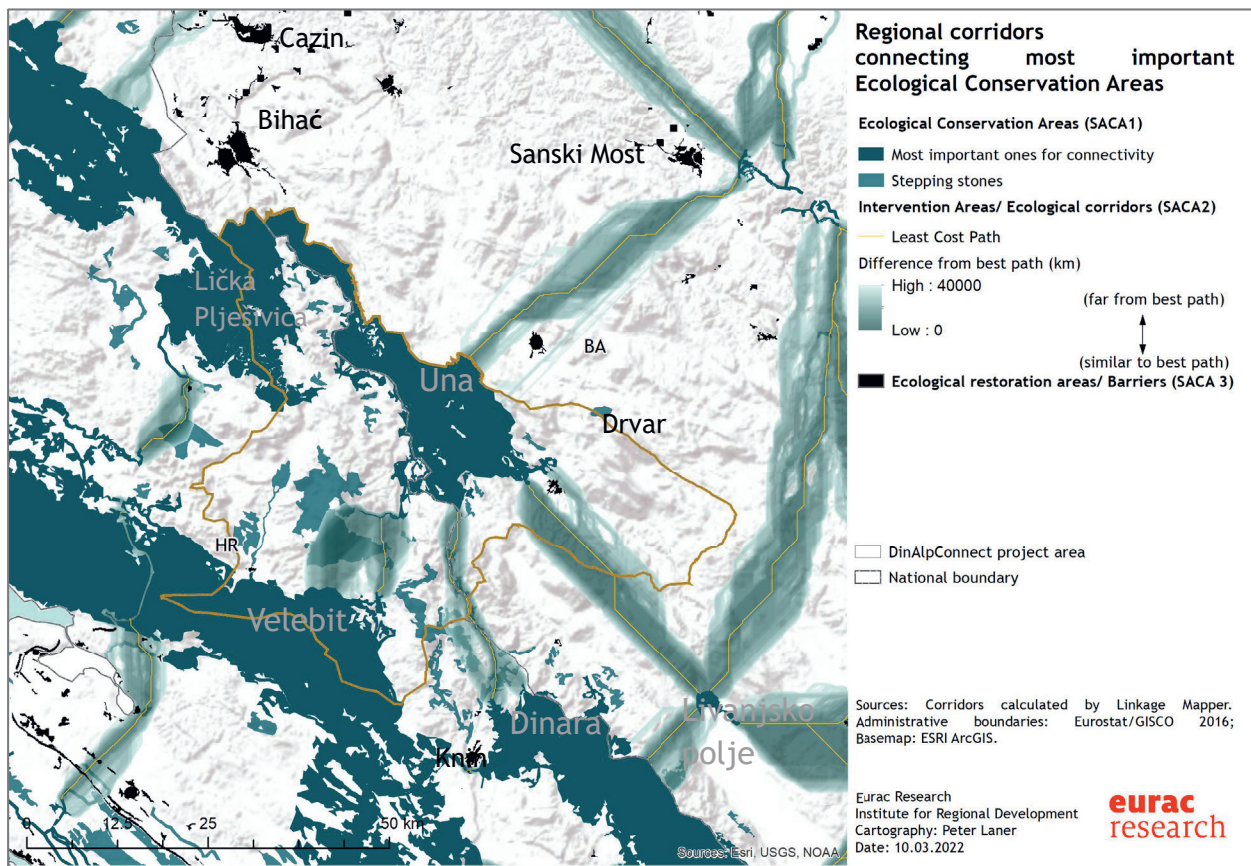 Cazin
Bihać
Sanski Most
Lička
Plješivica
Una
BA
Drvar
HR
Velebit
Dinara
Livanjsko
polje
Knin
0 12.5 25 50 km
Sources: Esri, USGS, NOAA
Regional corridors
connecting most important
Ecological Conservation Areas
Ecological Conservation Areas (SACA1)
Most important ones for connectivity
Stepping stones
Intervention Areas/ Ecological corridors (SACA2)
Least Cost Path
Difference from best path (km)
High : 40000
(far from best path)
Low : 0
(similar to best path)
Ecological restoration areas/ Barriers (SACA 3)
DinAlpConnect project area
National boundary
Sources: Corridors calculated by Linkage Mapper.
Administrative boundaries: Eurostat/GISCO 2016;
Basemap: ESRI ArcGIS.
Eurac Research
Institute for Regional Development
Cartography: Peter Laner
Date: 10.03.2022
eurac
research